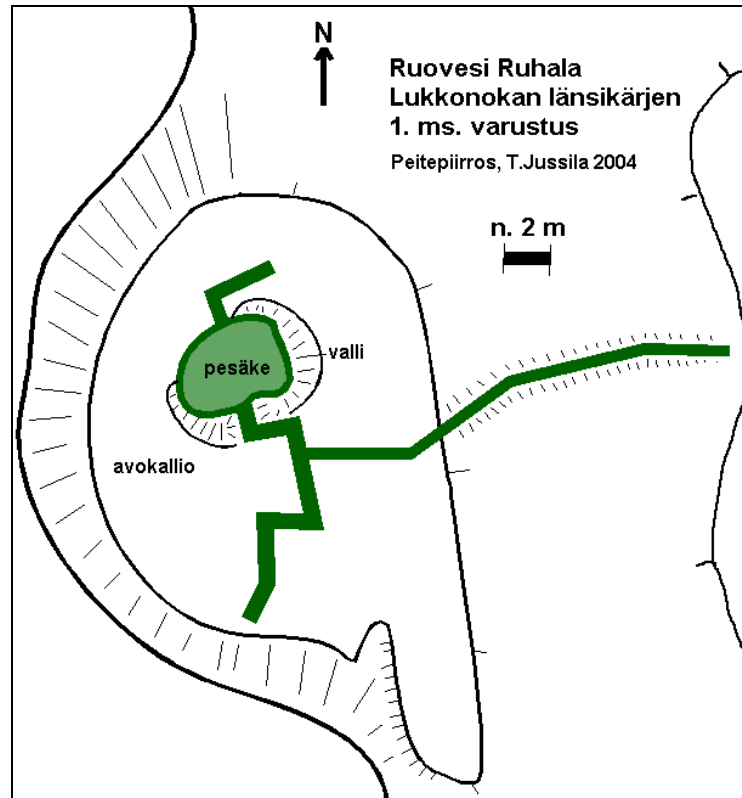 N
Ruovesi Ruhala
Lukkonokan länsikärjen
1. ms. varustus
Peitepiirros, T.Jussila 2004
n. 2 m
valli
pesäke
avokallio